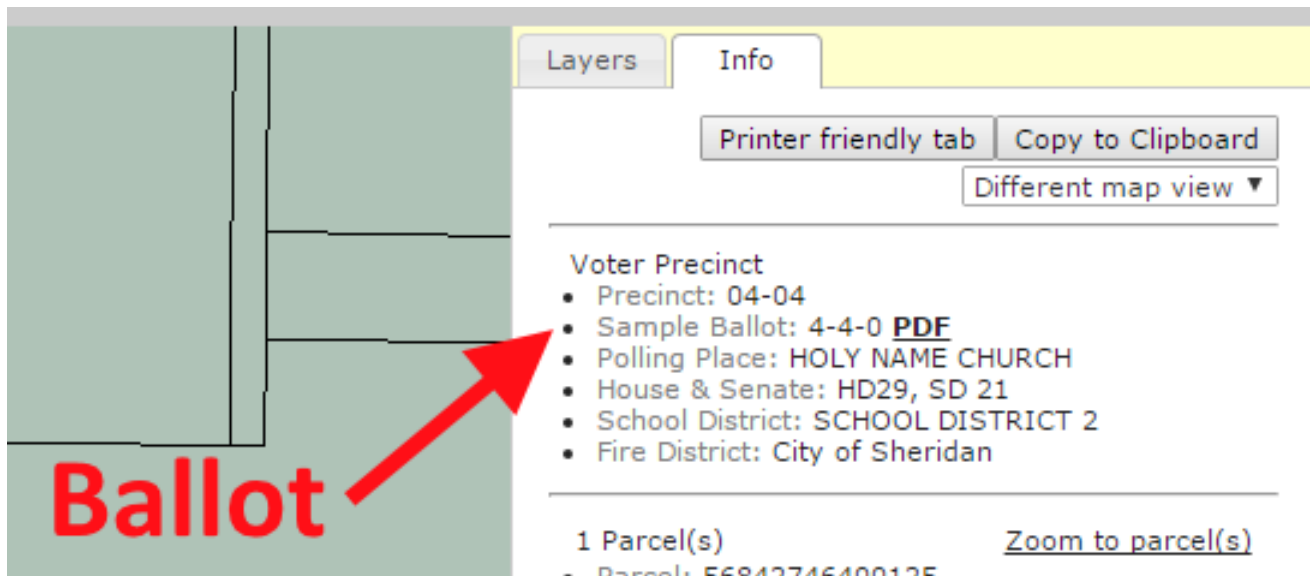 Layers Info
Printer friendly tab Copy to Clipboard
Different map view
Voter Precinct
Precinct: 04-04
Sample Ballot: 4-4-0 PDF
Polling Place: HOLY NAME CHURCH
House & Senate: HD29, SD 21
School District: SCHOOL DISTRICT 2
Fire District: City of Sheridan
Ballot
1 Parcel(s) Zoom to parcel(s)
Parcel: